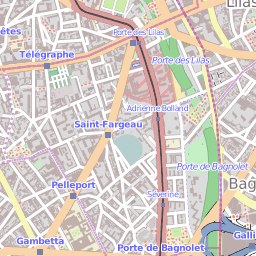 Lilas
êtes
Porte des Lilas
Télégraphe
Porte des Lilas
Adrienne Bolland
Saint-Fargeau
Porte de Bagnolet
Pelleport
Bag
Séverine
Gambetta
Porte de Bagnolet
Galli